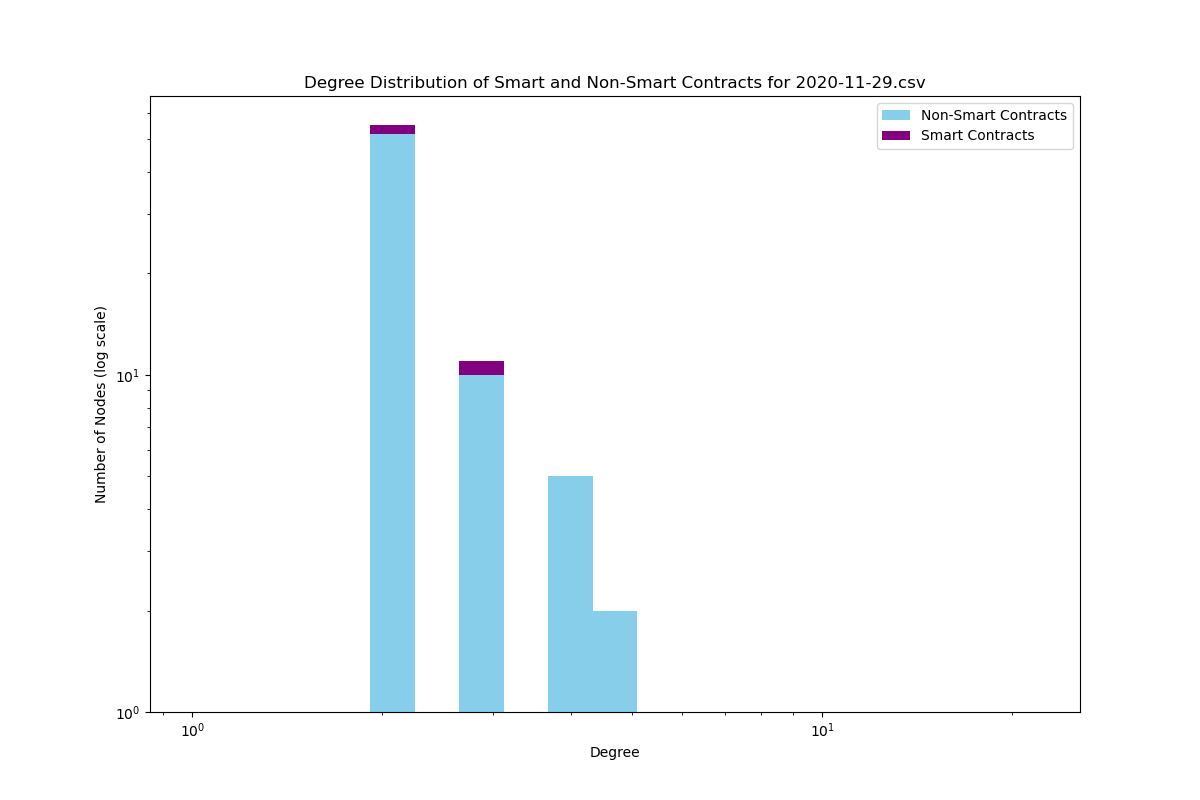 Degree Distribution of Smart and Non-Smart Contracts for 2020-11-29.csv
Non-Smart Contracts
Smart Contracts
Number of Nodes (log scale)
10¹
10⁰
10⁰ 10¹
Degree